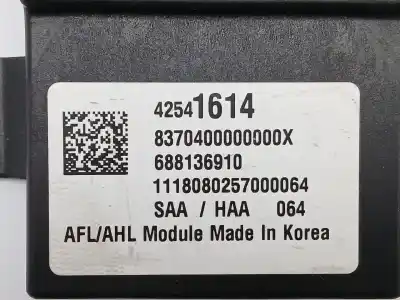 42541614
8370400000000X
688136910
1118080257000064
SAA / HAA 064
AFL/AHL Module Made In Korea